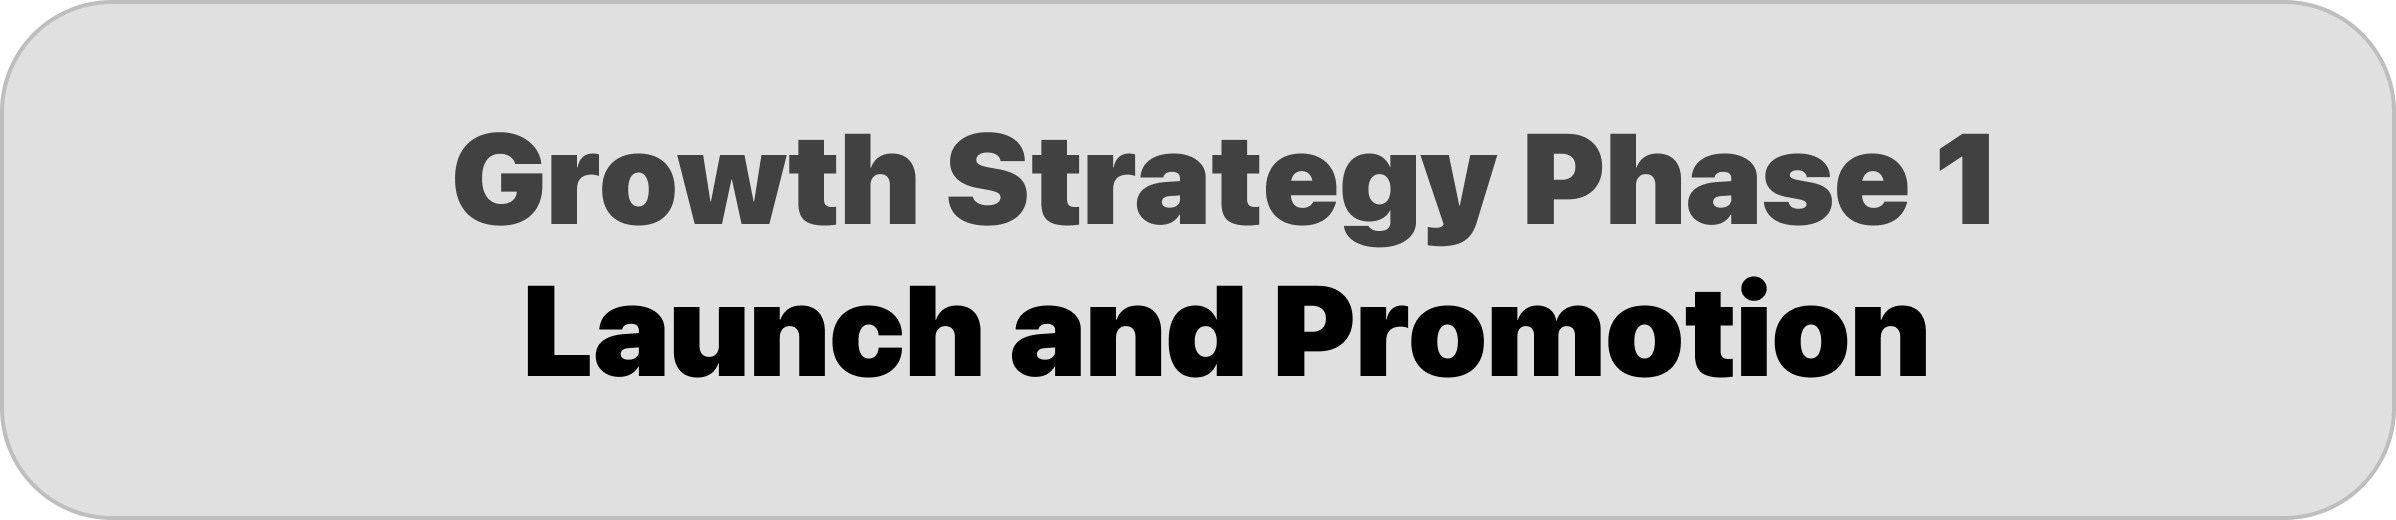 Growth Strategy Phase 1
Launch and Promotion